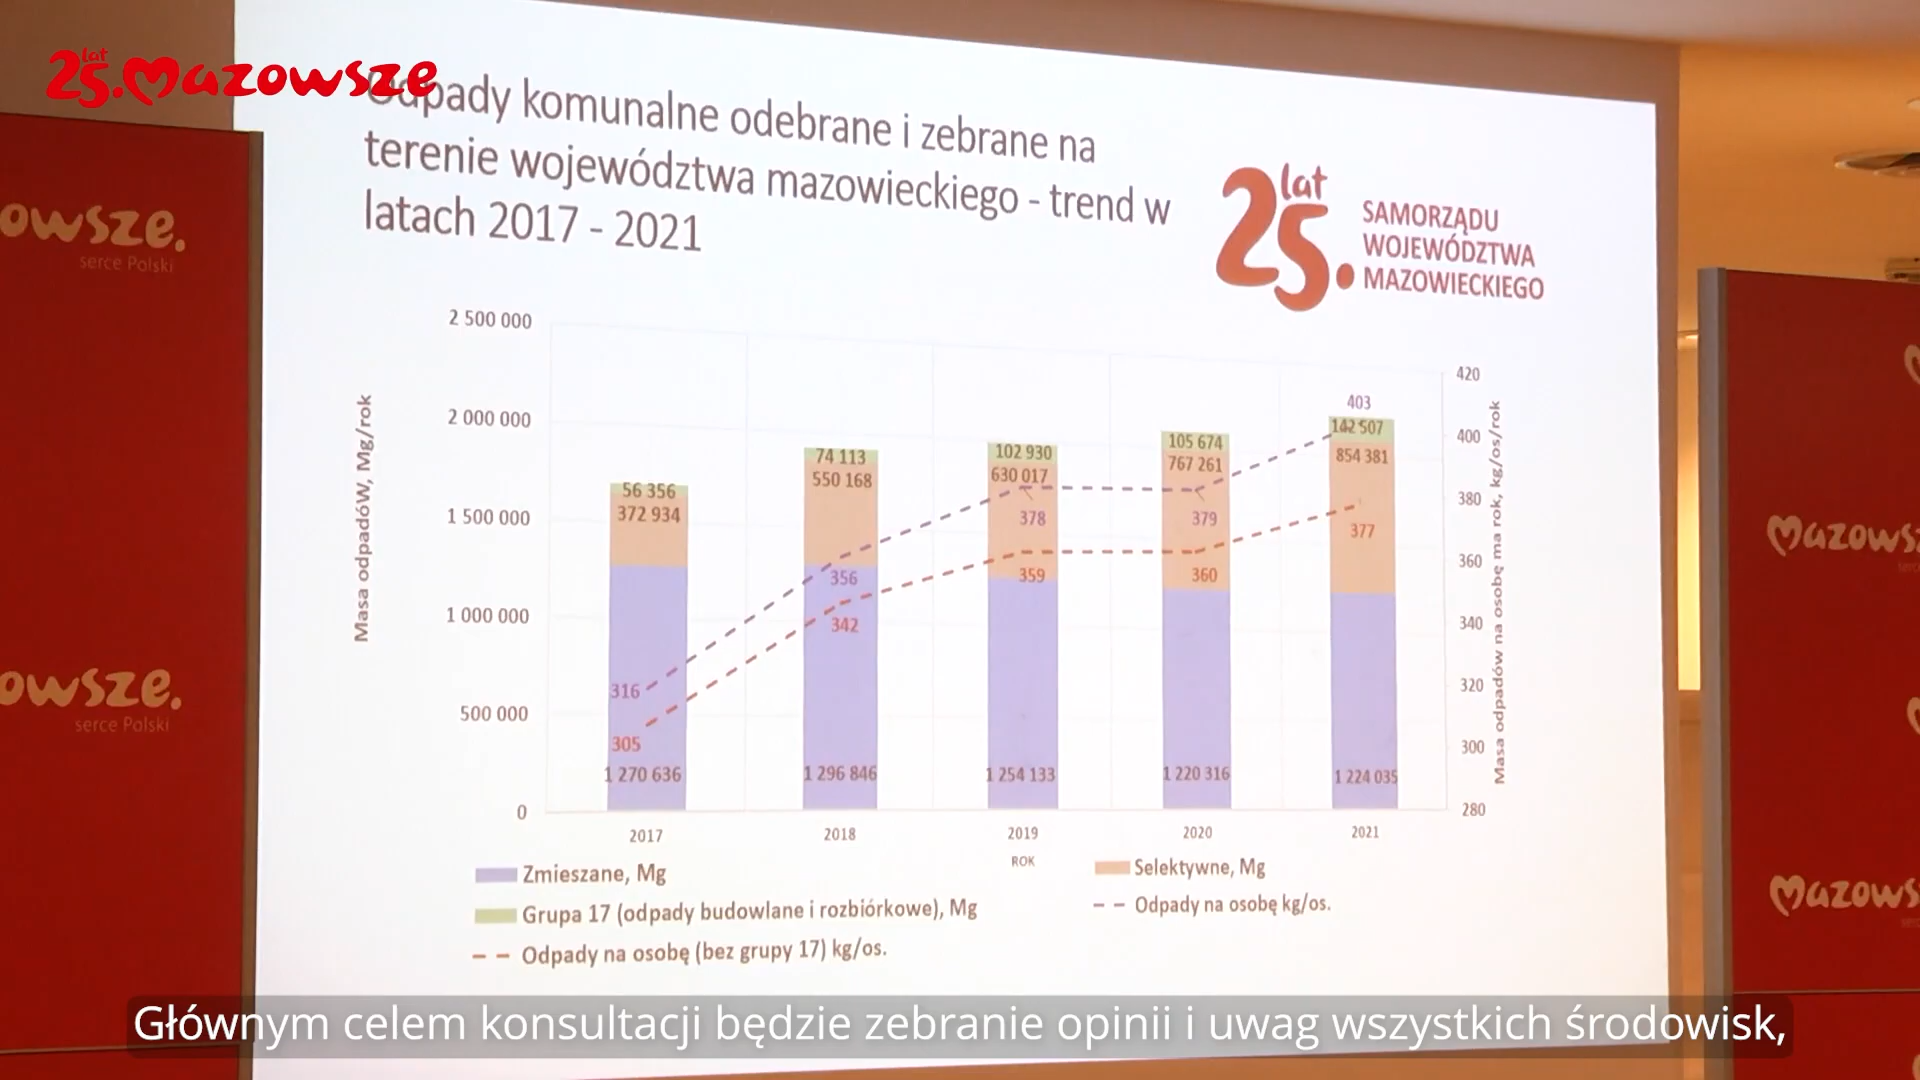 25 lat. Mazowsze
Odpady komunalne odebrane i zebrane na
terenie województwa mazowieckiego - trend w
latach 2017 - 2021
25 lat.
SAMORZĄDU
WOJEWÓDZTWA
MAZOWIECKIEGO
owsze.
serce Polski
owsze.
serce Polski
Mazows
Mazows
Masa odpadów, Mg/rok
2 500 000
2 000 000
1 500 000
1 000 000
500 000
0
56 356
372 934
316
305
1 270 636
74 113
550 168
356
342
1 296 846
102 930
630 017
378
359
1 254 133
105 674
767 261
379
360
1 220 316
403
142 507
854 381
377
1 224 035
420
400
380
360
340
320
300
280
Masa odpadów na osobę ma rok, kg/os/rok
2017 2018 2019 2020 2021
ROK
Zmieszane, Mg
Selektywne, Mg
Grupa 17 (odpady budowlane i rozbiórkowe), Mg
Odpady na osobę kg/os.
Odpady na osobę (bez grupy 17) kg/os.
Głównym celem konsultacji będzie zebranie opinii i uwag wszystkich środowisk,